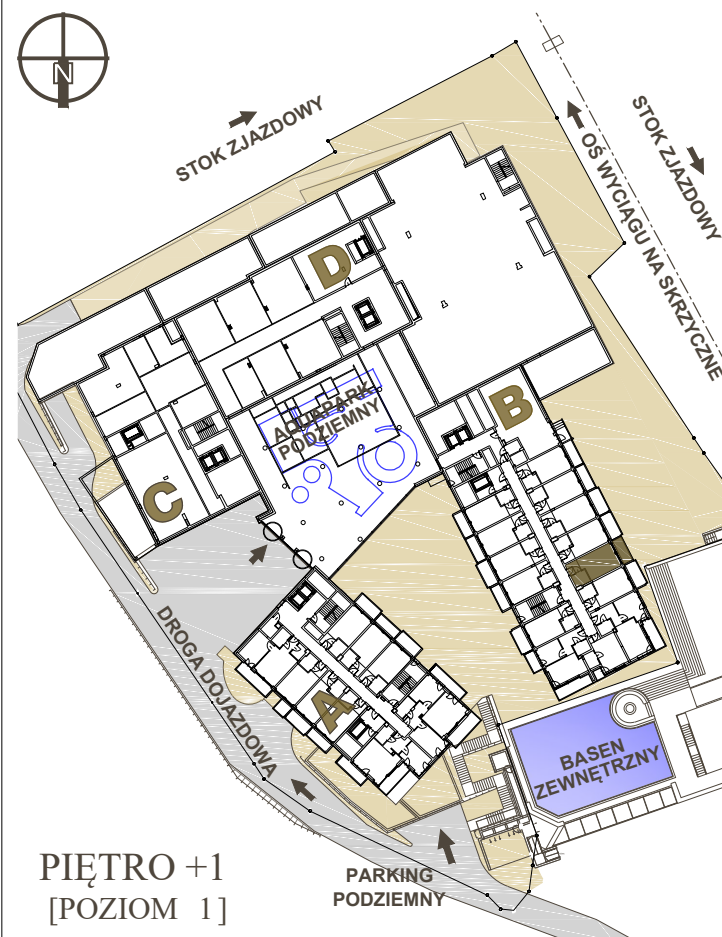 N
STOK ZJAZDOWY
STOK ZJAZDOWY
OŚ WYCIĄGU NA SKRZYCZNE
D
B
AQUAPARK
PODZIEMNY
C
DROGA DOJAZDOWA
A
BASEN
ZEWNĘTRZNY
PIĘTRO +1
[POZIOM 1]
PARKING
PODZIEMNY